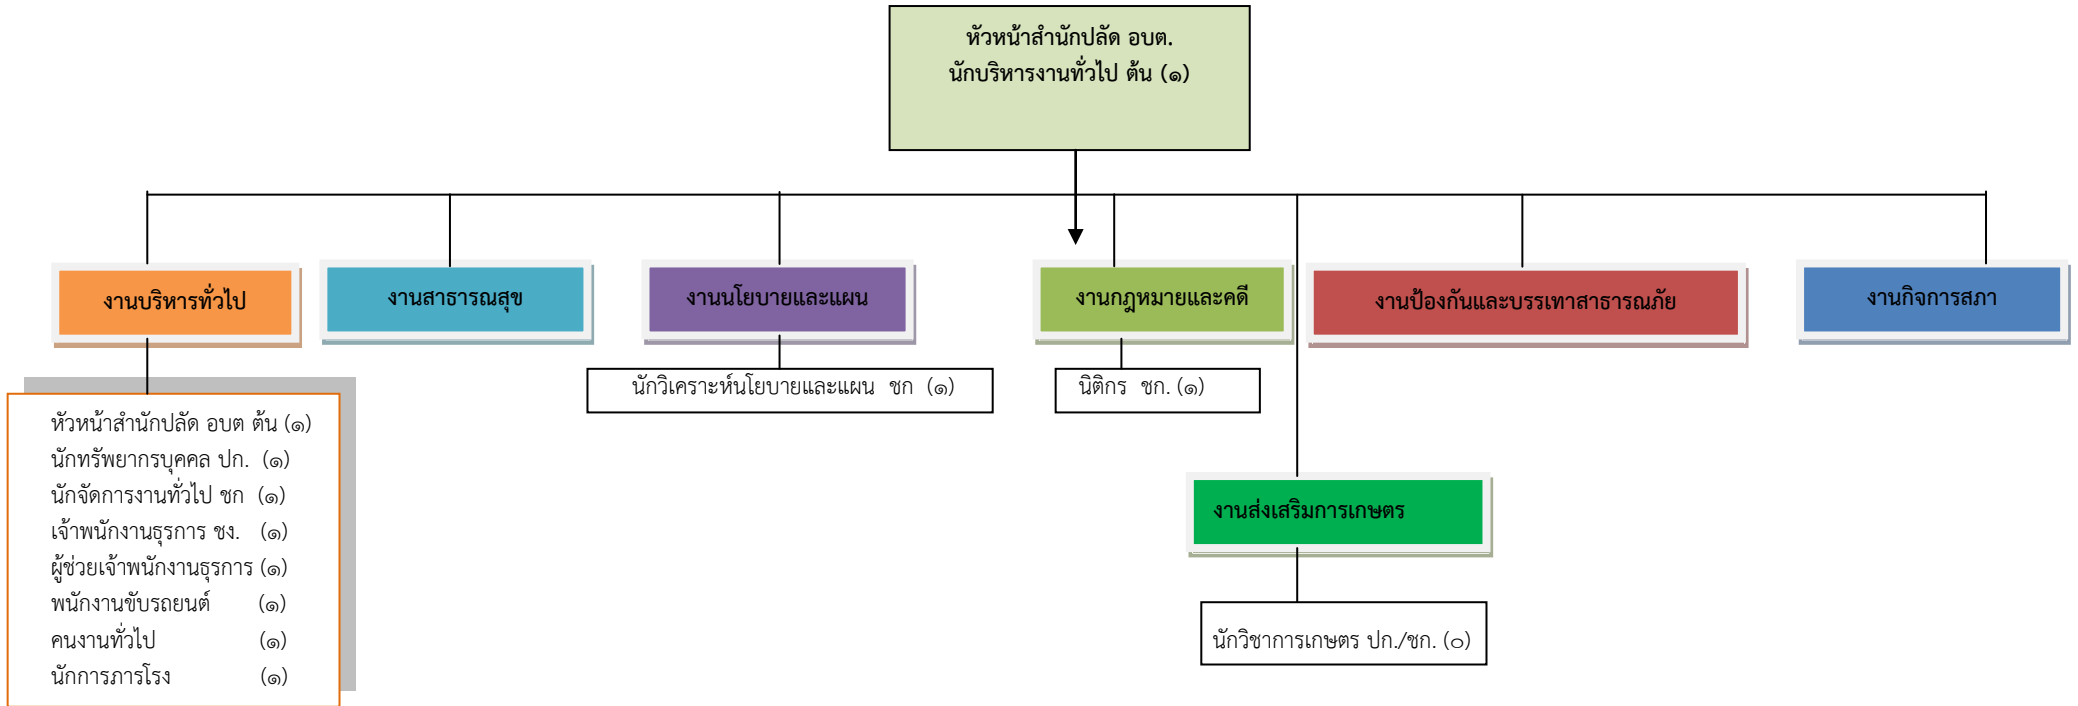 หัวหน้าสำนักปลัด อบต.
นักบริหารงานทั่วไป ต้น (๑)
งานบริหารทั่วไป
งานสาธารณสุข
งานนโยบายและแผน
งานกฎหมายและคดี
งานป้องกันและบรรเทาสาธารณภัย
งานกิจการสภา
นักวิเคราะห์นโยบายและแผน ชก (๑)
นิติกร ชก. (๑)
หัวหน้าสำนักปลัด อบต ต้น (๑)
นักทรัพยากรบุคคล ปก. (๑)
นักจัดการงานทั่วไป ชก (๑)
เจ้าพนักงานธุรการ ชง. (๑)
ผู้ช่วยเจ้าพนักงานธุรการ (๑)
พนักงานขับรถยนต์ (๑)
คนงานทั่วไป (๑)
นักการภารโรง (๑)
งานส่งเสริมการเกษตร
นักวิชาการเกษตร ปก./ชก. (๐)